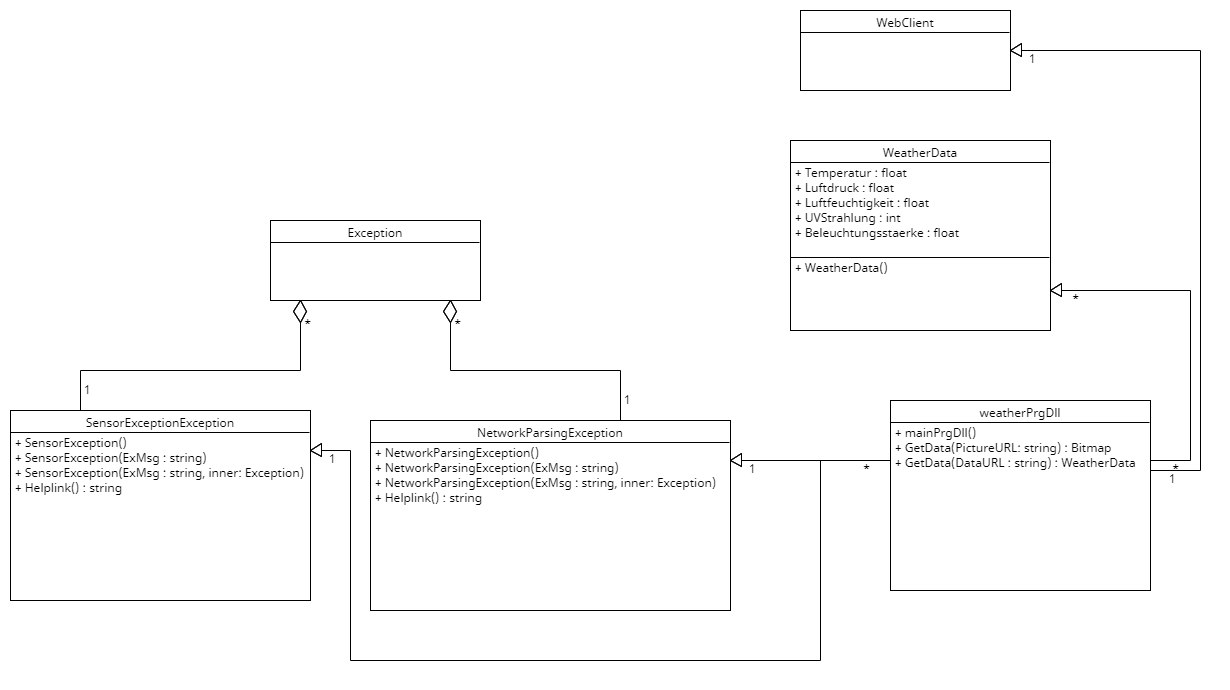 WebClient
1
WeatherData
+ Temperatur : float
+ Luftdruck : float
+ Luftfeuchtigkeit : float
+ UVStrahlung : int
+ Beleuchtungsstaerke : float
+ WeatherData()
*
Exception
*
*
1
1
SensorExceptionException
+ SensorException()
+ SensorException(ExMsg : string)
+ SensorException(ExMsg : string, inner: Exception)
+ Helplink() : string
1
NetworkParsingException
+ NetworkParsingException()
+ NetworkParsingException(ExMsg : string)
+ NetworkParsingException(ExMsg : string, inner: Exception)
+ Helplink() : string
1
*
weatherPrgDll
+ mainPrgDll()
+ GetData(PictureURL: string) : Bitmap
+ GetData(DataURL : string) : WeatherData
*
1